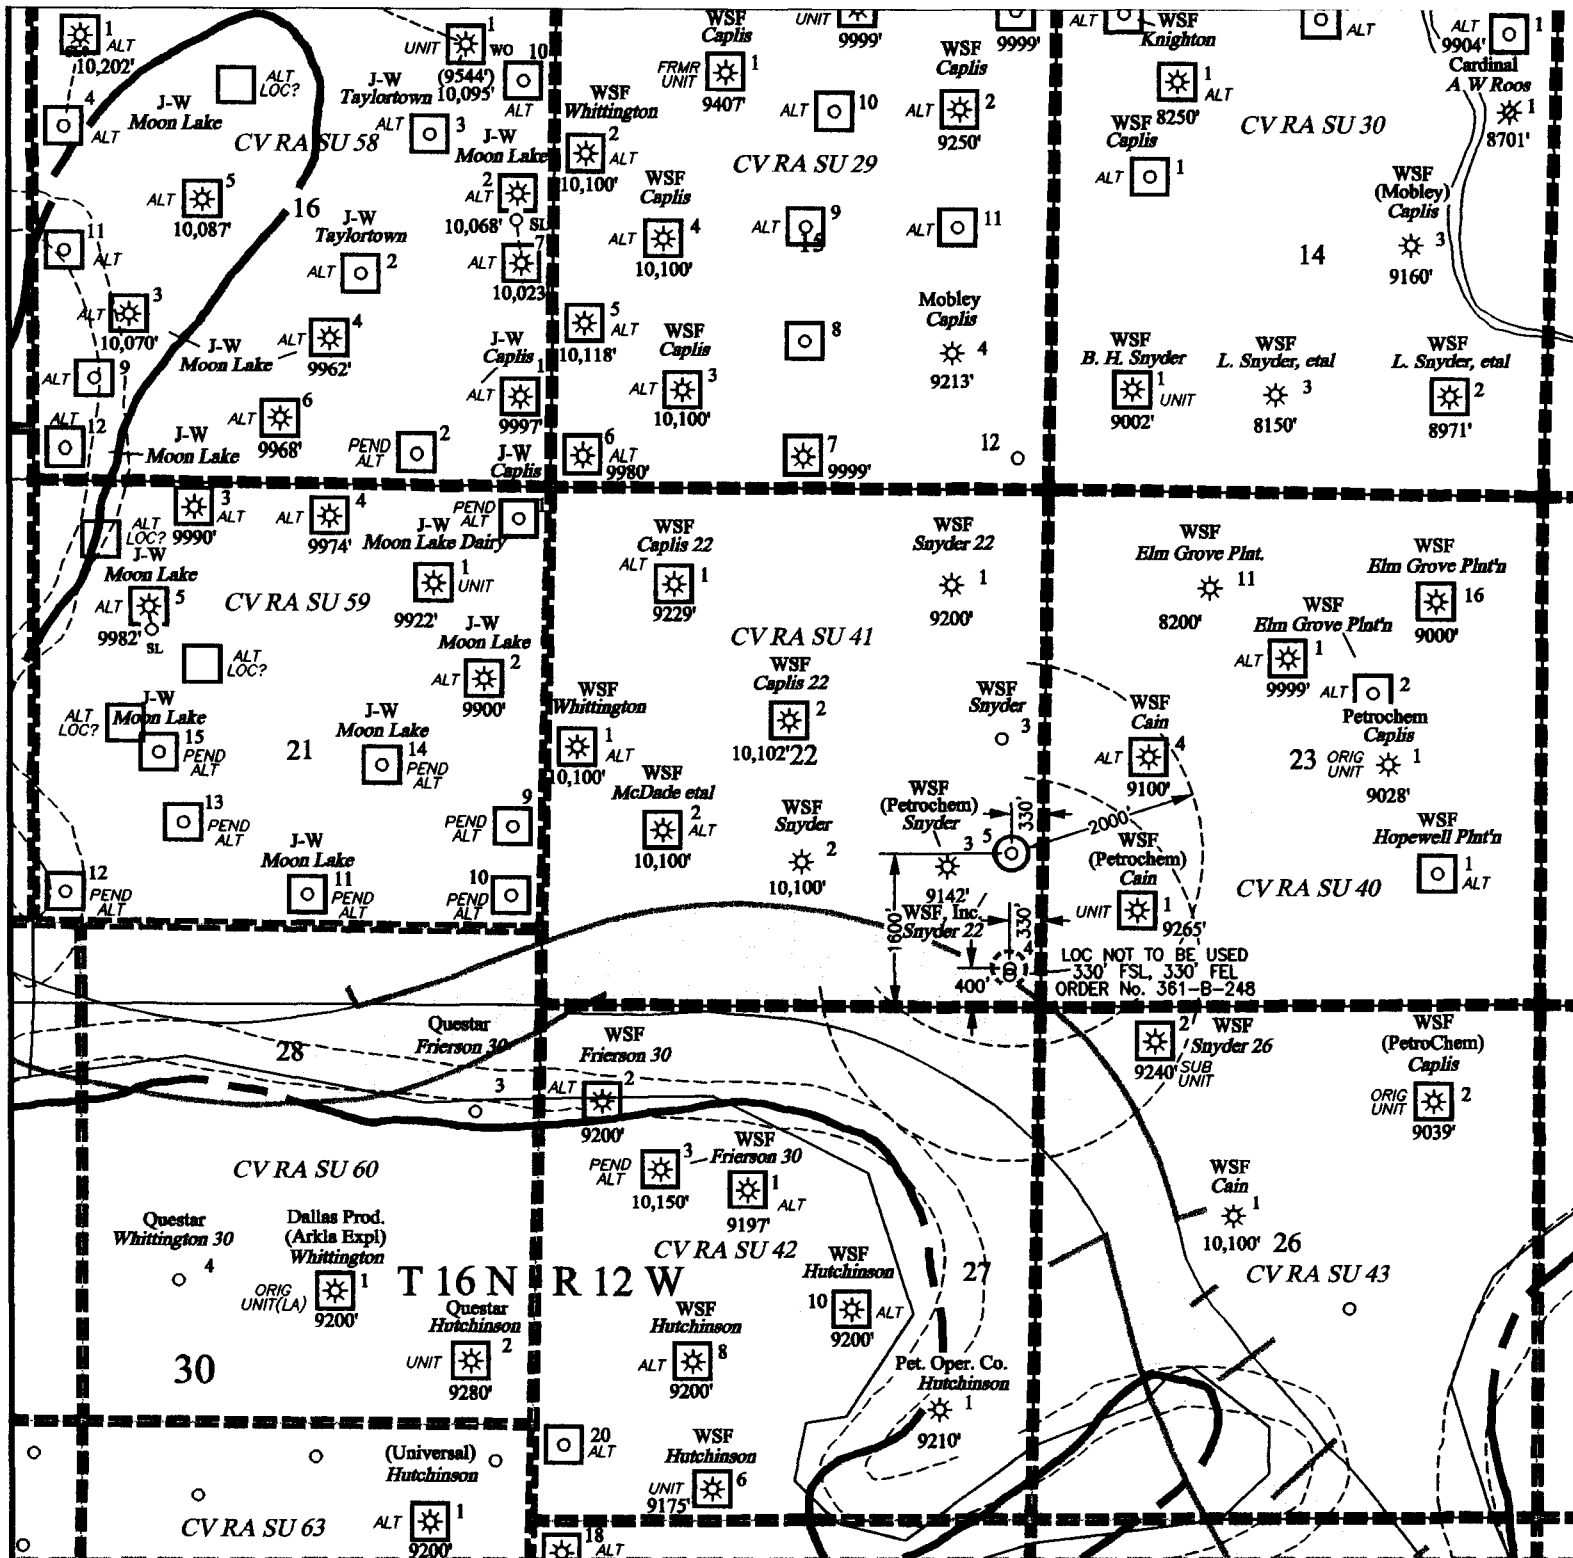 1
ALT
10,202'
4
ALT
J-W
Moon Lake
ALT
LOC?
CV RA SU 58
UNIT
1
WO
(9544')
10,095'
10
ALT
J-W
Taylortown
ALT
3
J-W
Moon Lake
2
ALT
10,068'
SL
7
ALT
10,023
5
ALT
10,087'
16
J-W
Taylortown
ALT
2
11
ALT
3
ALT
10,070'
J-W
Moon Lake
ALT
4
9962'
ALT
9
ALT
12
J-W
Moon Lake
ALT
6
9968'
PEND
ALT
2
J-W
Caplis
1
ALT
9997'
J-W
Caplis
WSF
Caplis
FRMR
UNIT
1
9407'
UNIT
9999'
9999'
WSF
Caplis
2
9250'
ALT
10
WSF
Whittington
2
ALT
10,100'
CV RA SU 29
WSF
Caplis
ALT
4
10,100'
ALT
9
15
ALT
11
5
ALT
10,118'
WSF
Caplis
ALT
3
10,100'
8
Mobley
Caplis
4
9213'
6
ALT
9980'
7
9999'
12
ALT
WSF
Knighton
ALT
ALT
9904'
1
Cardinal
A W Roos
1
8701'
1
ALT
8250'
WSF
Caplis
ALT
1
CV RA SU 30
WSF
(Mobley)
Caplis
3
9160'
14
WSF
B. H. Snyder
1
UNIT
9002'
WSF
L. Snyder, etal
3
8150'
WSF
L. Snyder, etal
2
8971'
3
ALT
9990'
ALT
4
9974'
PEND
ALT
1
ALT
LOC?
J-W
Moon Lake
ALT
5
9982'
SL
J-W
Moon Lake Dairy
1
UNIT
9922'
CV RA SU 59
J-W
Moon Lake
ALT
2
9900'
ALT
LOC?
ALT
LOC?
J-W
Moon Lake
15
PEND
ALT
21
J-W
Moon Lake
14
PEND
ALT
13
PEND
ALT
PEND
ALT
9
12
PEND
ALT
J-W
Moon Lake
11
PEND
ALT
PEND
ALT
10
WSF
Caplis 22
ALT
1
9229'
WSF
Snyder 22
1
9200'
CV RA SU 41
WSF
Caplis 22
2
10,102'
22
WSF
Whittington
1
ALT
10,100'
WSF
Snyder
3
WSF
McDade etal
2
ALT
10,100'
WSF
Snyder
2
10,100'
WSF
(Petrochem)
Snyder
3
9142'
5
330'
2000'
WSF, Inc.
Snyder 22
1600'
330'
4
400'
LOC NOT TO BE USED
330' FSL, 330' FEL
ORDER No. 361-B-248
WSF
Elm Grove Plnt.
11
8200'
WSF
Elm Grove Plnt'n
16
9000'
WSF
Elm Grove Plnt'n
ALT
1
9999'
ALT
2
WSF
Cain
ALT
4
9100'
Petrochem
Caplis
23
ORIG
UNIT
1
9028'
WSF
(Petrochem)
Cain
UNIT
1
9265'
WSF
Hopewell Plnt'n
1
ALT
CV RA SU 40
28
Questar
Frierson 30
3
WSF
Frierson 30
ALT
2
9200'
CV RA SU 60
Questar
Whittington 30
4
Dallas Prod.
(Arkla Expl)
Whittington
ORIG
UNIT(LA)
1
9200'
T 16 N R 12 W
30
Questar
Hutchinson
UNIT
2
9280'
(Universal)
Hutchinson
ALT
1
9200'
CV RA SU 63
PEND
ALT
3
10,150'
WSF
Frierson 30
1
ALT
9197'
CV RA SU 42
WSF
Hutchinson
10
ALT
9200'
27
WSF
Hutchinson
ALT
8
9200'
Pet. Oper. Co.
Hutchinson
1
9210'
20
ALT
WSF
Hutchinson
UNIT
6
9175'
18
ALT
2
WSF
Snyder 26
9240'
SUB
UNIT
WSF
(PetroChem)
Caplis
ORIG
UNIT
2
9039'
WSF
Cain
1
10,100'
26
CV RA SU 43